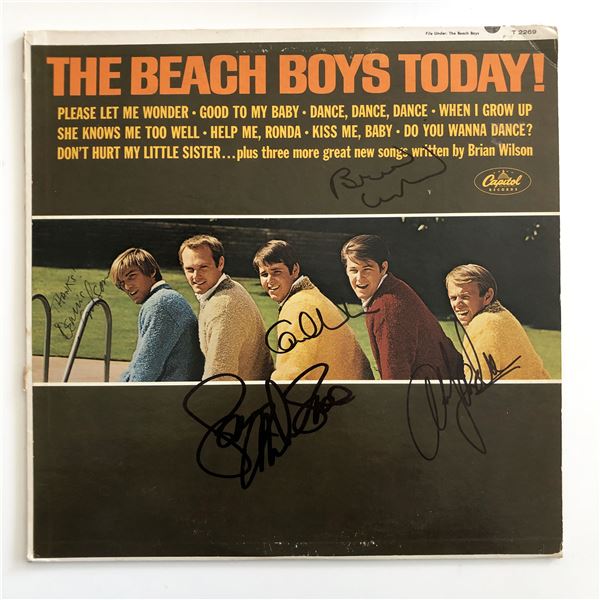 File Under: The Beach Boys
T 2269
THE BEACH BOYS TODAY!
PLEASE LET ME WONDER • GOOD TO MY BABY • DANCE, DANCE, DANCE • WHEN I GROW UP
SHE KNOWS ME TOO WELL • HELP ME, RONDA • KISS ME, BABY • DO YOU WANNA DANCE?
DON'T HURT MY LITTLE SISTER...plus three more great new songs written by Brian Wilson
Capitol
RECORDS